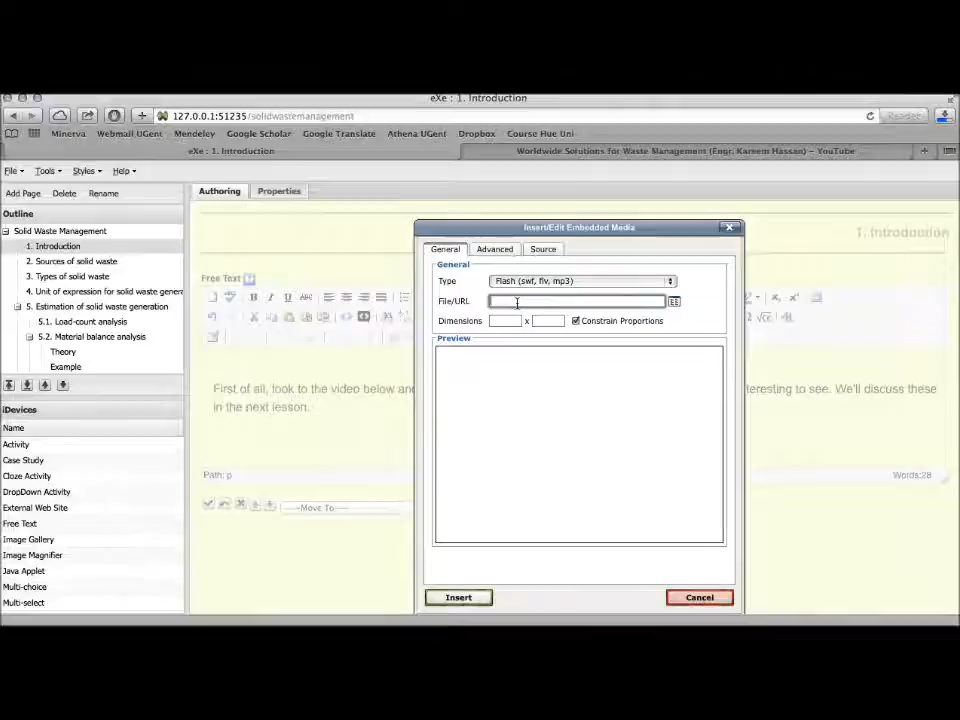 eXe : 1. Introduction
127.0.0.1:51235/solidwastemanagement
Reader
Minerva Webmail UGent Mendeley Google Scholar Google Translate Athena UGent Dropbox Course Hue Uni
eXe : 1. Introduction
Worldwide Solutions for Waste Management (Engr. Kareem Hassan) – YouTube
File Tools Styles Help
Authoring Properties
Add Page Delete Rename
Outline
Solid Waste Management
1. Introduction
2. Sources of solid waste
3. Types of solid waste
4. Unit of expression for solid waste genera
5. Estimation of solid waste generation
5.1. Load-count analysis
5.2. Material balance analysis
Theory
Example
iDevices
Name
Activity
Case Study
Cloze Activity
DropDown Activity
External Web Site
Free Text
Image Gallery
Image Magnifier
Java Applet
Multi-choice
Multi-select
1. Introduction
Free Text
First of all, took to the video below an
teresting to see. We'll discuss these
in the next lesson.
Path: p
Words:28
Move To
Insert/Edit Embedded Media
General Advanced Source
General
Type Flash (swf, flv, mp3)
File/URL
Dimensions x Constrain Proportions
Preview
Insert Cancel